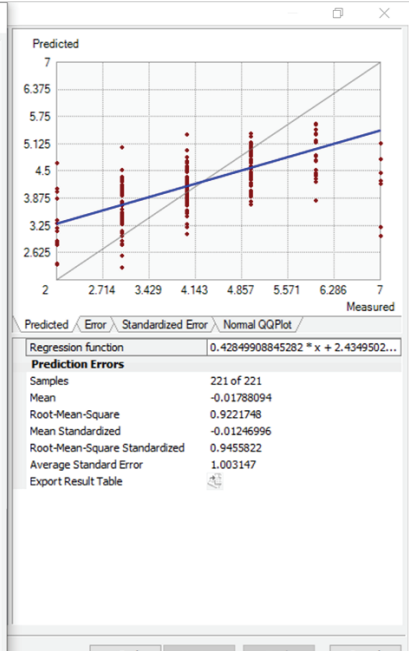 Predicted
7
6.375
5.75
5.125
4.5
3.875
3.25
2.625
2 2.714 3.429 4.143 4.857 5.571 6.286 7
Measured
Predicted Error Standardized Error Normal QQPlot
Regression function 0.42849908845282 * x + 2.4349502...
Prediction Errors
Samples 221 of 221
Mean -0.01788094
Root-Mean-Square 0.9221748
Mean Standardized -0.01246996
Root-Mean-Square Standardized 0.9455822
Average Standard Error 1.003147
Export Result Table